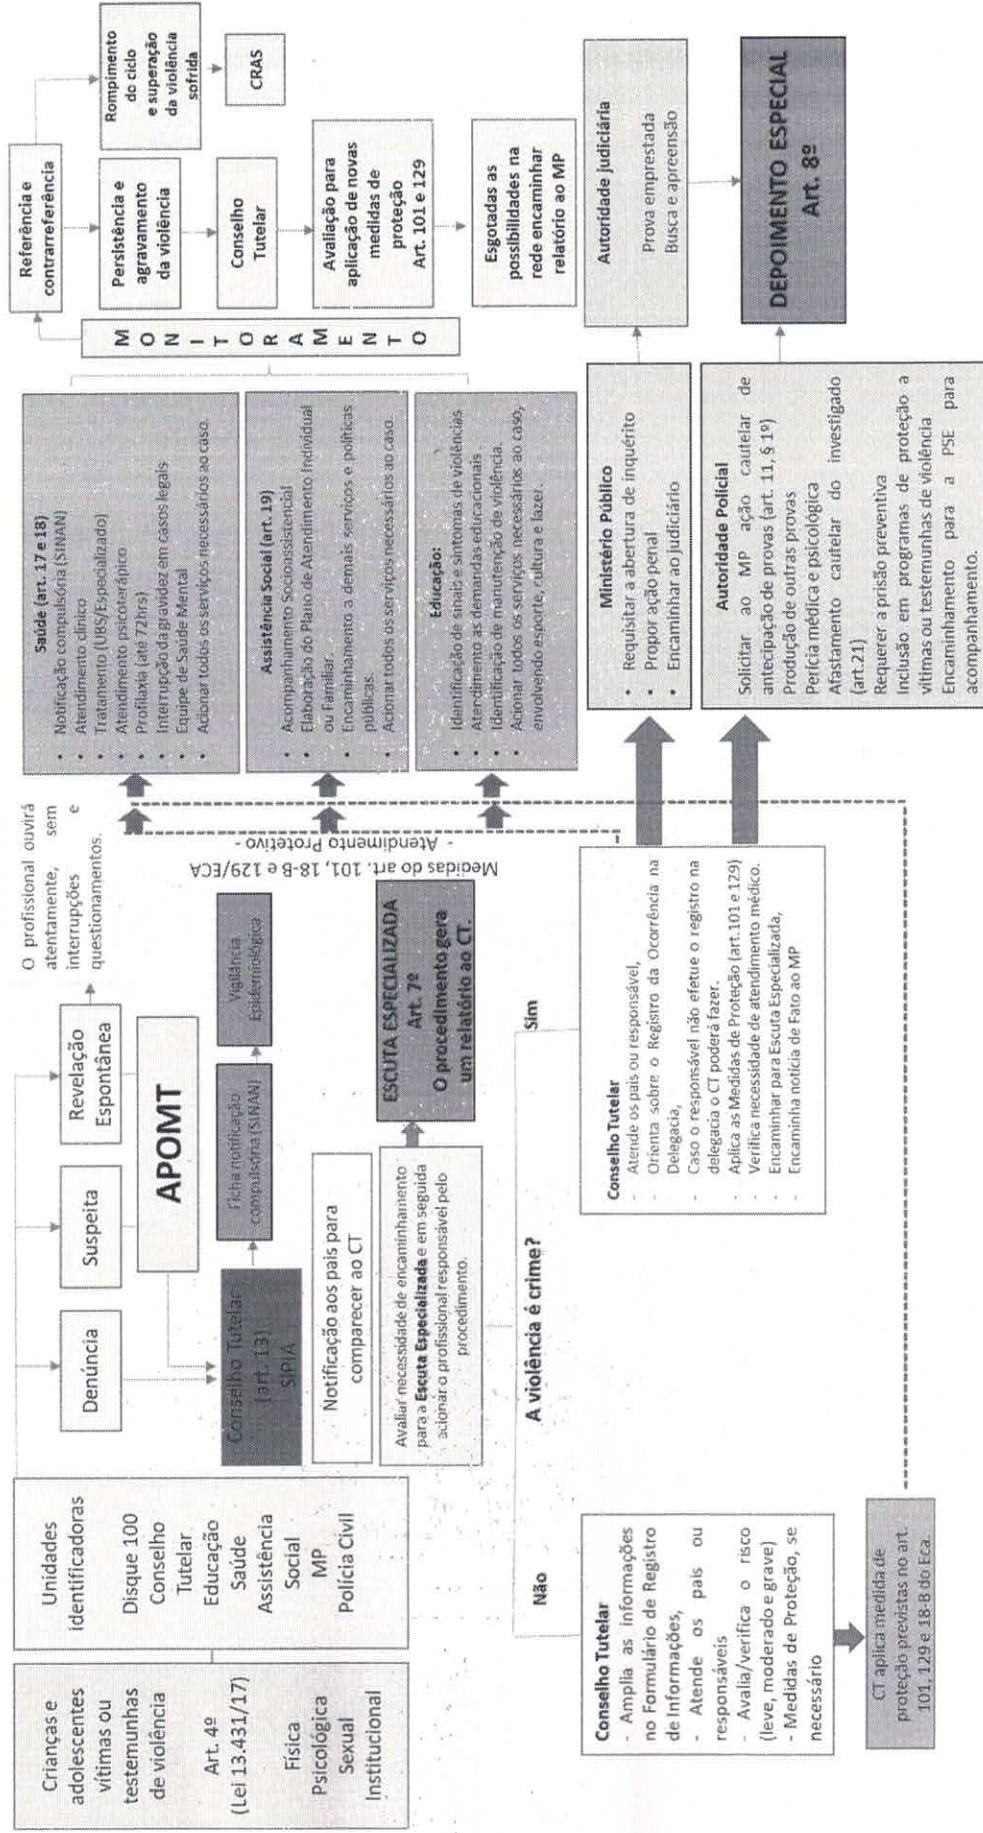 Crianças e
adolescentes
vítimas ou
testemunhas
de violência
Art. 4º
(Lei 13.431/17)
Física
Psicológica
Sexual
Institucional
Unidades
identificadoras
Disque 100
Conselho
Tutelar
Educação
Saúde
Assistência
Social
MP
Polícia Civil
Denúncia
Suspeita
Revelação
Espontânea
O profissional ouvirá
atentamente, sem
interrupções e
questionamentos.
APOMT
Conselho Tutelar
(art. 13)
SIPIA
Ficha notificação
compulsória (SINAN)
Vigilância
Epidemiológica
Notificação aos pais para
comparecer ao CT
Avaliar necessidade de encaminhamento
para a Escuta Especializada e em seguida
acionar o profissional responsável pelo
procedimento.
ESCUTA ESPECIALIZADA
Art. 7º
O procedimento gera
um relatório ao CT.
Medidas do art. 101, 18-B e 129/ECA
- Atendimento Protetivo -
A violência é crime?
Não
Sim
Conselho Tutelar
- Amplia as informações
no Formulário de Registro
de Informações,
- Atende os pais ou
responsáveis
- Avalia/verifica o risco
(leve, moderado e grave)
- Medidas de Proteção, se
necessário
CT aplica medida de
proteção previstas no art.
101, 129 e 18-B do Eca.
Conselho Tutelar
- Atende os pais ou responsável,
- Orienta sobre o Registro da Ocorrência na
Delegacia,
- Caso o responsável não efetue o registro na
delegacia o CT poderá fazer.
- Aplica as Medidas de Proteção (art.101 e 129)
- Verifica necessidade de atendimento médico.
- Encaminhar para Escuta Especializada,
- Encaminha notícia de Fato ao MP
Saúde (art. 17 e 18)
• Notificação compulsória (SINAN)
• Atendimento clínico
• Tratamento (UBS/Especializado)
• Atendimento psicoterápico
• Profilaxia (até 72hrs)
• Interrupção da gravidez em casos legais
• Equipe de Saúde Mental
• Acionar todos os serviços necessários ao caso.
Assistência Social (art. 19)
• Acompanhamento Socioassistencial
• Elaboração do Plano de Atendimento Individual
ou Familiar.
• Encaminhamento a demais serviços e políticas
públicas.
• Acionar todos os serviços necessários ao caso.
Educação:
• Identificação de sinais e sintomas de violências
• Atendimento as demandas educacionais
• Identificação de manutenção de violência.
• Acionar todos os serviços necessários ao caso,
envolvendo esporte, cultura e lazer.
Ministério Público
• Requisitar a abertura de inquérito
• Propor ação penal
• Encaminhar ao judiciário
Autoridade Policial
Solicitar ao MP ação cautelar de
antecipação de provas (art. 11, § 1º)
Produção de outras provas
Perícia médica e psicológica
Afastamento cautelar do investigado
(art.21)
Requerer a prisão preventiva
Inclusão em programas de proteção a
vítimas ou testemunhas de violência
Encaminhamento para a PSE para
acompanhamento.
MONITORAMENTO
Referência e
contrarreferência
Persistência e
agravamento
da violência
Rompimento
do ciclo
e superação
da violência
sofrida
Conselho
Tutelar
CRAS
Avaliação para
aplicação de novas
medidas de
proteção
Art. 101 e 129
Esgotadas as
possibilidades na
rede encaminhar
relatório ao MP
Autoridade judiciária
Prova emprestada
Busca e apreensão
DEPOIMENTO ESPECIAL
Art. 8º